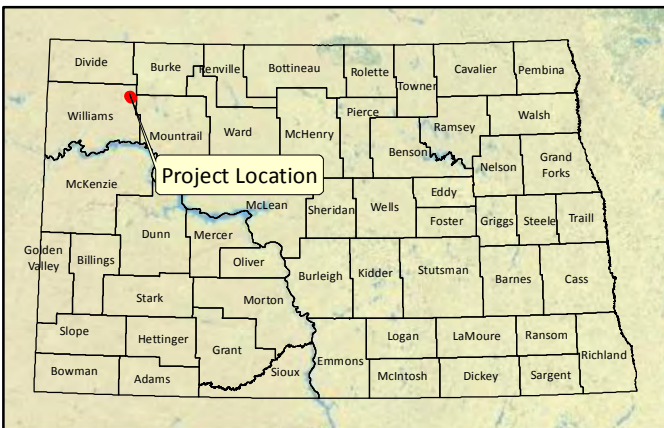 Divide
Burke
Renville
Bottineau
Rolette
Towner
Cavalier
Pembina
Williams
Mountrail
Ward
McHenry
Pierce
Ramsey
Walsh
Benson
Nelson
Grand
Forks
Project Location
McKenzie
McLean
Sheridan
Wells
Eddy
Foster
Griggs
Steele
Traill
Dunn
Mercer
Oliver
Golden
Valley
Billings
Burleigh
Kidder
Stutsman
Barnes
Cass
Stark
Morton
Slope
Hettinger
Grant
Sioux
Emmons
Logan
LaMoure
Ransom
Richland
Bowman
Adams
McIntosh
Dickey
Sargent